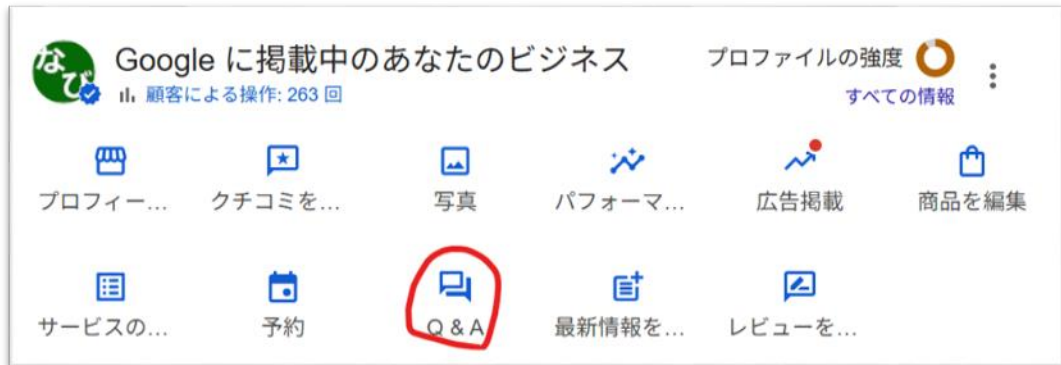 なび
Google に掲載中のあなたのビジネス
プロファイルの強度
顧客による操作: 263 回
すべての情報
プロフィー... クチコミを... 写真 パフォーマ... 広告掲載 商品を編集
サービスの... 予約 Q & A 最新情報を... レビューを...